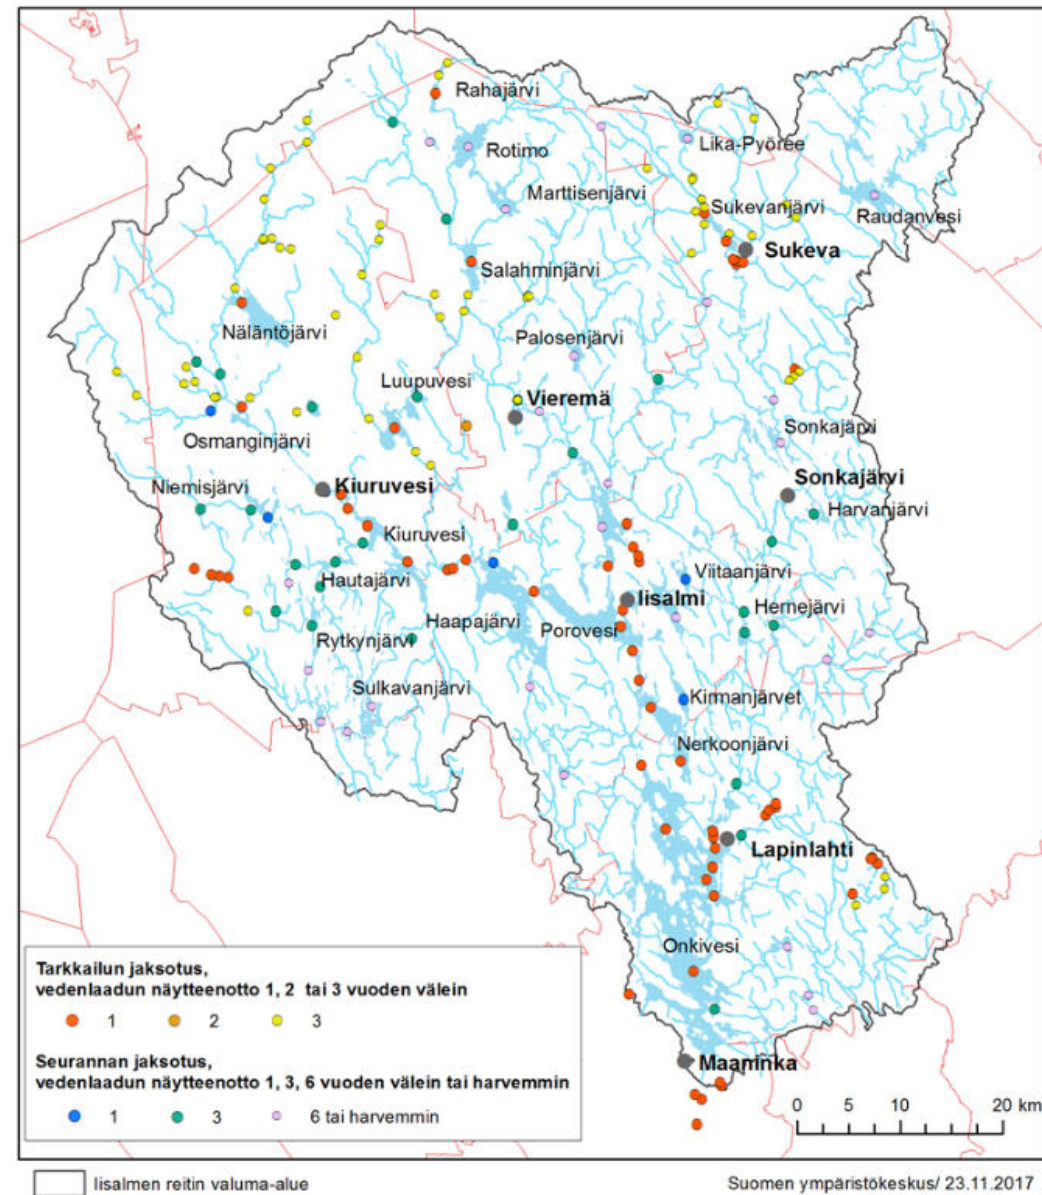 Rahajärvi
Rotimo
Lika-Pyöree
Marttisenjärvi
Sukevanjärvi
Raudanvesi
Sukeva
Salahminjärvi
Näläntöjärvi
Palosenjärvi
Luupuvesi
Vieremä
Osmanginjärvi
Sonkajärvi
Niemisjärvi
Kiuruvesi
Sonkajärvi
Harvanjärvi
Kiuruvesi
Viitaanjärvi
Hautajärvi
Iisalmi
Hernejärvi
Haapajärvi
Porovesi
Rytkynjärvi
Sulkavanjärvi
Kirmanjärvet
Nerkoonjärvi
Lapinlahti
Onkivesi
Maaninka
Tarkkailun jaksotus,
vedenlaadun näytteenotto 1, 2 tai 3 vuoden välein
1 2 3
Seurannan jaksotus,
vedenlaadun näytteenotto 1, 3, 6 vuoden välein tai harvemmin
1 3 6 tai harvemmin
0 5 10 20 km
Iisalmen reitin valuma-alue
Suomen ympäristökeskus/ 23.11.2017